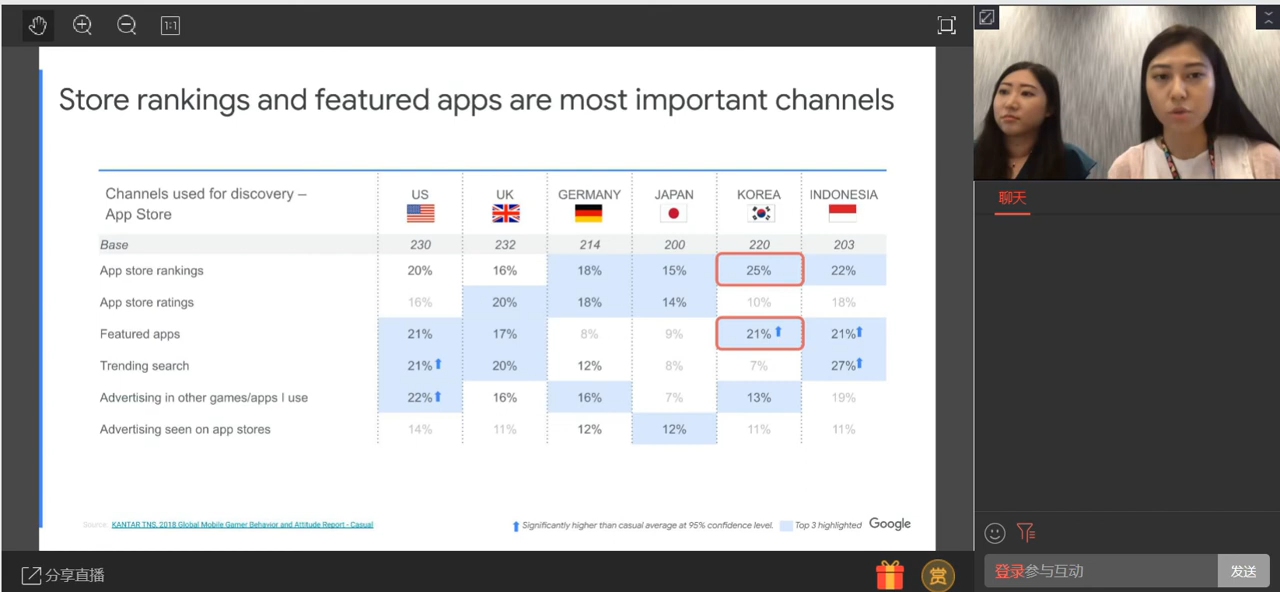 1:1
Store rankings and featured apps are most important channels
Channels used for discovery –
App Store
US UK GERMANY JAPAN KOREA INDONESIA
Base 230 232 214 200 220 203
App store rankings 20% 16% 18% 15% 25% 22%
App store ratings 16% 20% 18% 14% 10% 18%
Featured apps 21% 17% 8% 9% 21% 21%
Trending search 21% 20% 12% 8% 7% 27%
Advertising in other games/apps I use 22% 16% 16% 7% 13% 19%
Advertising seen on app stores 14% 11% 12% 12% 11% 11%
Source: KANTAR TNS, 2018 Global Mobile Gamer Behavior and Attitude Report - Casual
Significantly higher than casual average at 95% confidence level. Top 3 highlighted Google
分享直播
赏
聊天
登录参与互动
发送